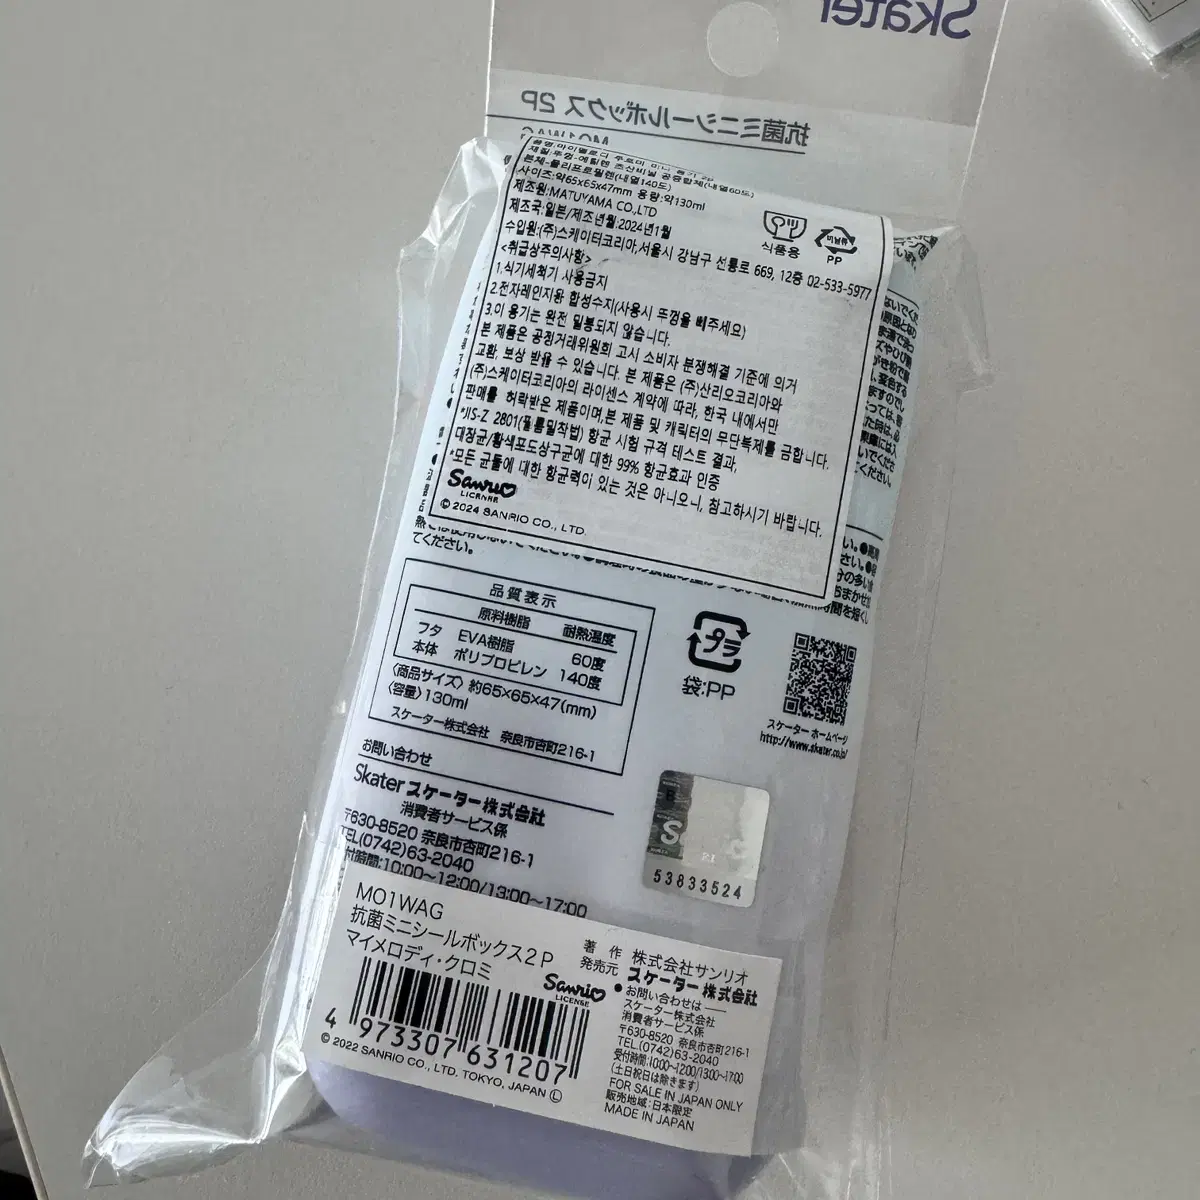 Skater
抗菌ミニシールボックス 2P
MO1WAG
사이즈:약65x65x47mm 용량:약130ml
제조원:MATUYAMA CO.,LTD
제조국:일본/제조년월:2024년1월
수입원:(주)스케이터코리아,서울시 강남구 선릉로 669, 12층 02-533-5977
식품용
PP
<취급상주의사항>
1.식기세척기 사용금지
2.전자레인지용 합성수지(사용시 뚜껑을 빼주세요)
3.이 용기는 완전 밀봉되지 않습니다.
본 제품은 공정거래위원회 고시 소비자 분쟁해결 기준에 의거
교환, 보상 받을 수 있습니다. 본 제품은 (주)산리오코리아와
(주)스케이터코리아의 라이센스 계약에 따라, 한국 내에서만
판매를 허락받은 제품이며,본 제품 및 캐릭터의 무단복제를 금합니다.
*JIS-Z 2801(필름밀착법) 항균 시험 규격 테스트 결과,
대장균/황색포도상구균에 대한 99% 항균효과 인증
*모든 균들에 대한 항균력이 있는 것은 아니오니, 참고하시기 바랍니다.
Sanrio
LICENSE
© 2024 SANRIO CO., LTD.
てください。
品質表示
原料樹脂 耐熱温度
フタ EVA樹脂 60度
本体 ポリプロピレン 140度
〈商品サイズ〉約65×65×47(mm)
〈容量〉130ml
スケーター株式会社 奈良市杏町216-1
プラ
袋:PP
スケーター ホームページ
http://www.skater.co.jp/
お問い合わせ
Skater スケーター株式会社
消費者サービス係
〒630-8520 奈良市杏町216-1
TEL(0742)63-2040
付時間:10:00~12:00/13:00~17:00
53833524
MO1WAG
抗菌ミニシールボックス2P
マイメロディ・クロミ
Sanrio
LICENSE
4 973307 631207
© 2022 SANRIO CO., LTD. TOKYO, JAPAN Ⓛ
著作 株式会社サンリオ
発売元 スケーター株式会社
●お問い合わせは
スケーター株式会社
消費者サービス係
〒630-8520 奈良市杏町216-1
TEL.(0742)63-2040
受付時間:10:00~12:00/13:00~17:00
(土日祝日は除きます)
FOR SALE IN JAPAN ONLY
販売地域:日本限定
MADE IN JAPAN